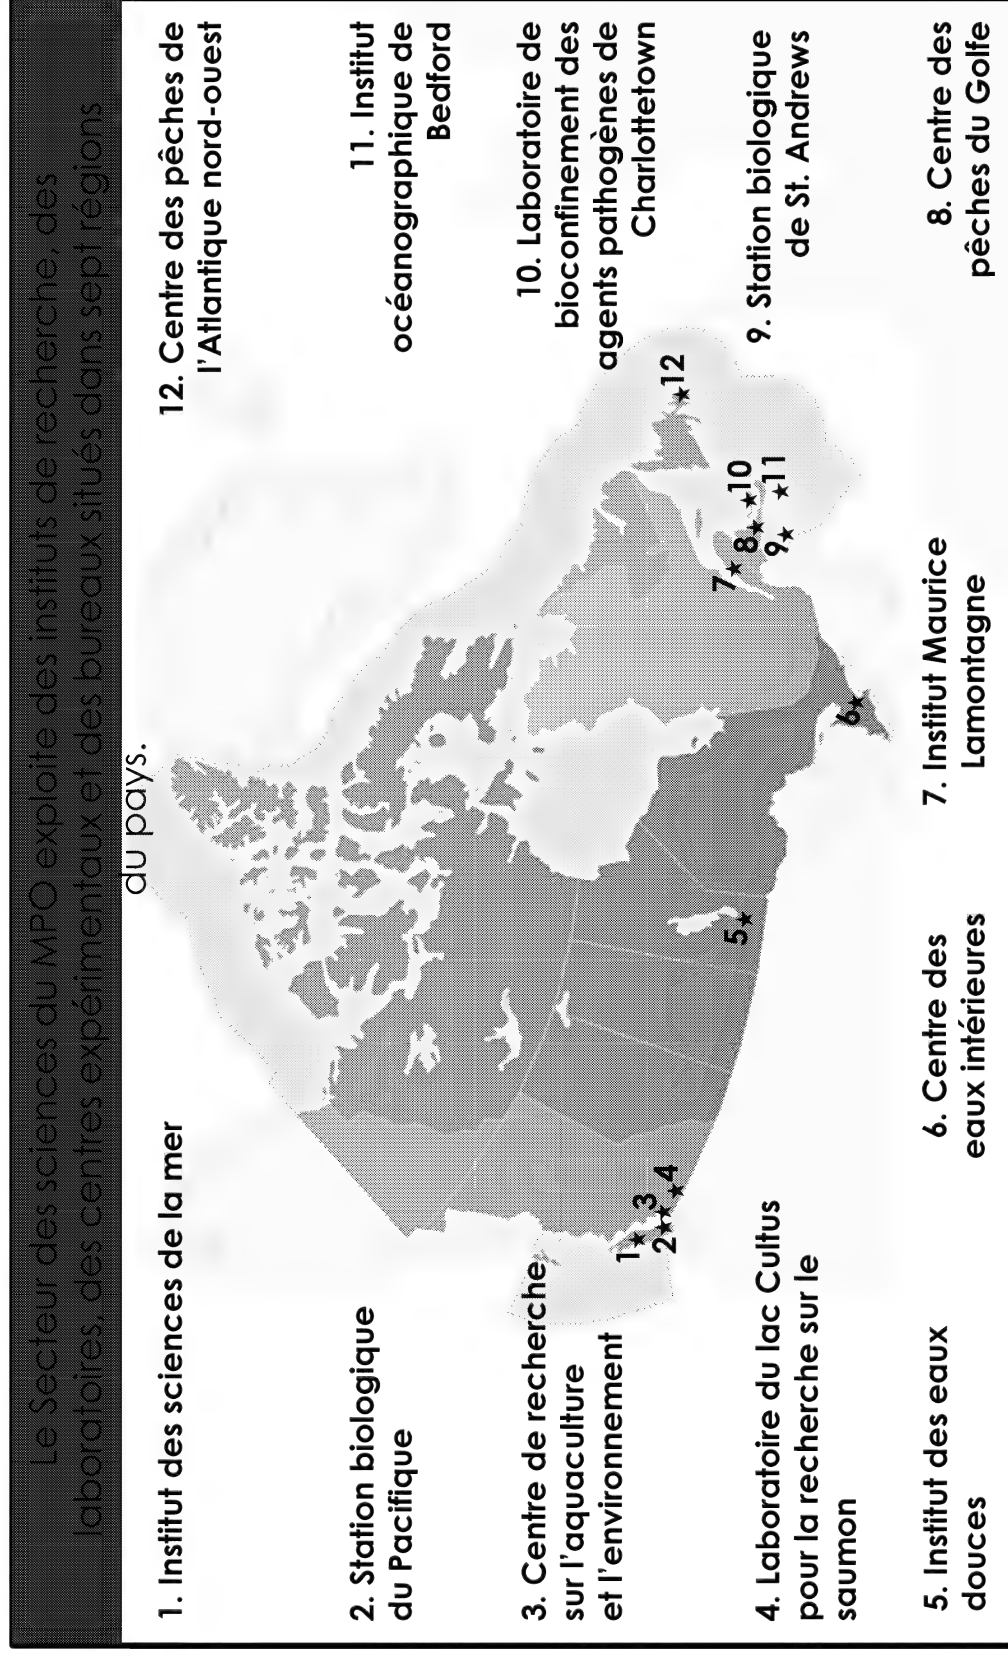 Le Secteur des sciences du MPO exploite des instituts de recherche, des
laboratoires, des centres expérimentaux et des bureaux situés dans sept régions
du pays.
1. Institut des sciences de la mer
2. Station biologique
du Pacifique
3. Centre de recherche
sur l'aquaculture
et l'environnement
4. Laboratoire du lac Cultus
pour la recherche sur le
saumon
5. Institut des eaux
douces
6. Centre des
eaux intérieures
7. Institut Maurice
Lamontagne
8. Centre des
pêches du Golfe
9. Station biologique
de St. Andrews
10. Laboratoire de
bioconfinement des
agents pathogènes de
Charlottetown
11. Institut
océanographique de
Bedford
12. Centre des pêches de
l'Atlantique nord-ouest
1
2
3
4
5
6
7
8
9
10
11
12